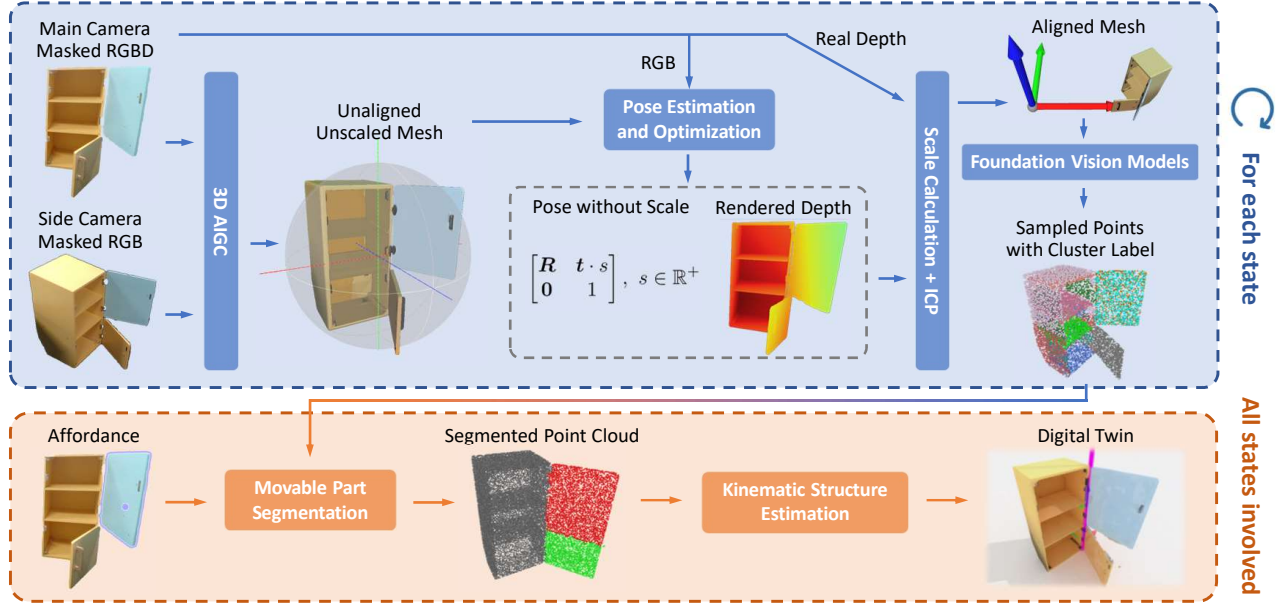 Main Camera
Masked RGBD
Real Depth
Aligned Mesh
RGB
Unaligned
Unscaled Mesh
Pose Estimation
and Optimization
Foundation Vision Models
3D AIGC
Scale Calculation + ICP
For each state
Side Camera
Masked RGB
Pose without Scale
Rendered Depth
Sampled Points
with Cluster Label
[R t · s
0 1] , s ∈ ℝ⁺
All states involved
Affordance
Segmented Point Cloud
Digital Twin
Movable Part
Segmentation
Kinematic Structure
Estimation